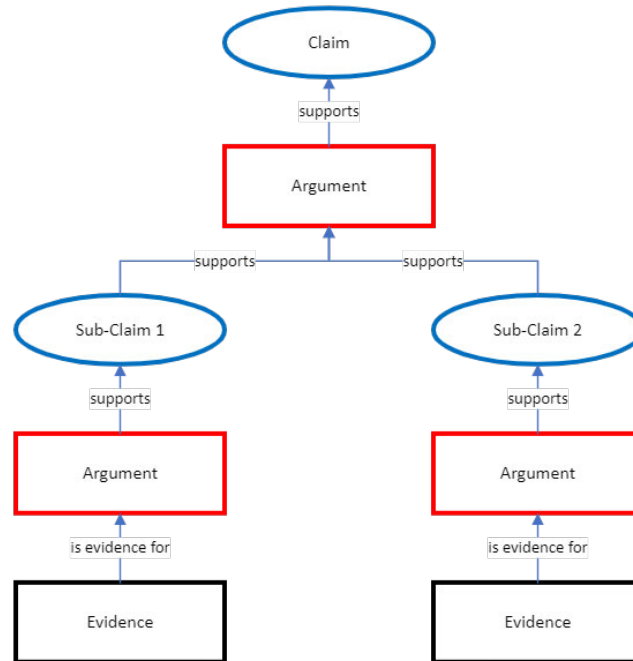 Claim
supports
Argument
supports
supports
Sub-Claim 1
Sub-Claim 2
supports
supports
Argument
Argument
is evidence for
is evidence for
Evidence
Evidence